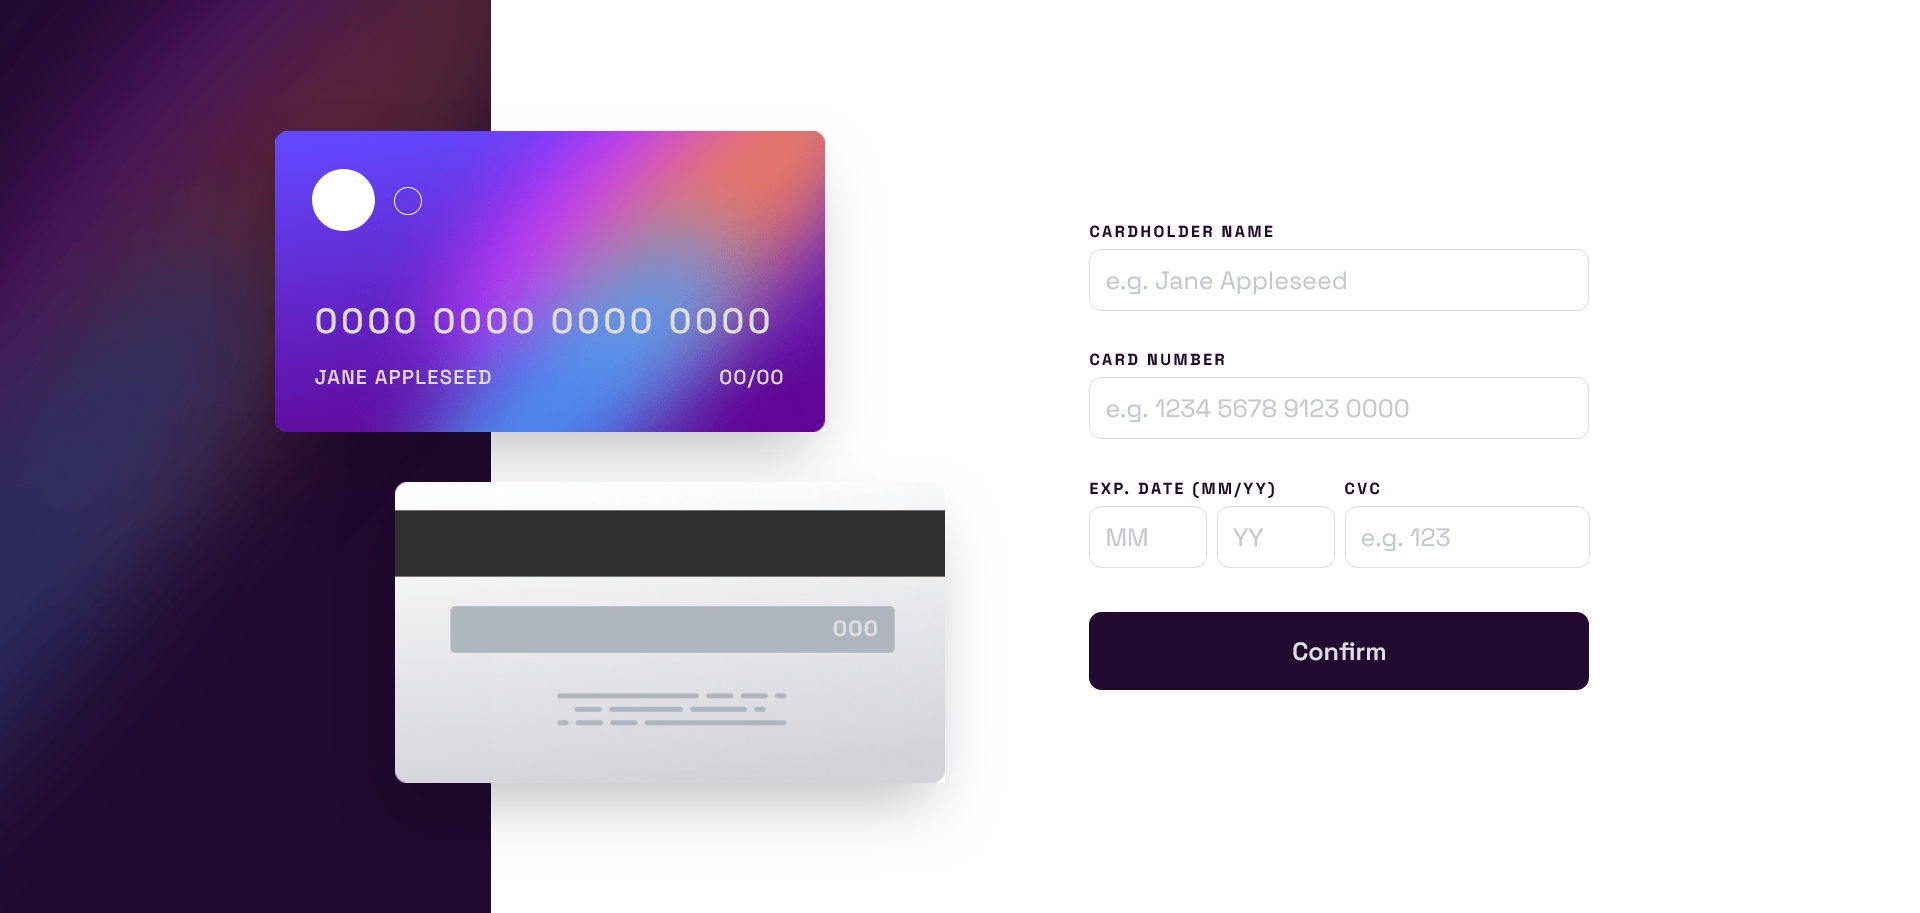 0000 0000 0000 0000
JANE APPLESEED 00/00
000
CARDHOLDER NAME
e.g. Jane Appleseed
CARD NUMBER
e.g. 1234 5678 9123 0000
EXP. DATE (MM/YY) CVC
MM YY e.g. 123
Confirm